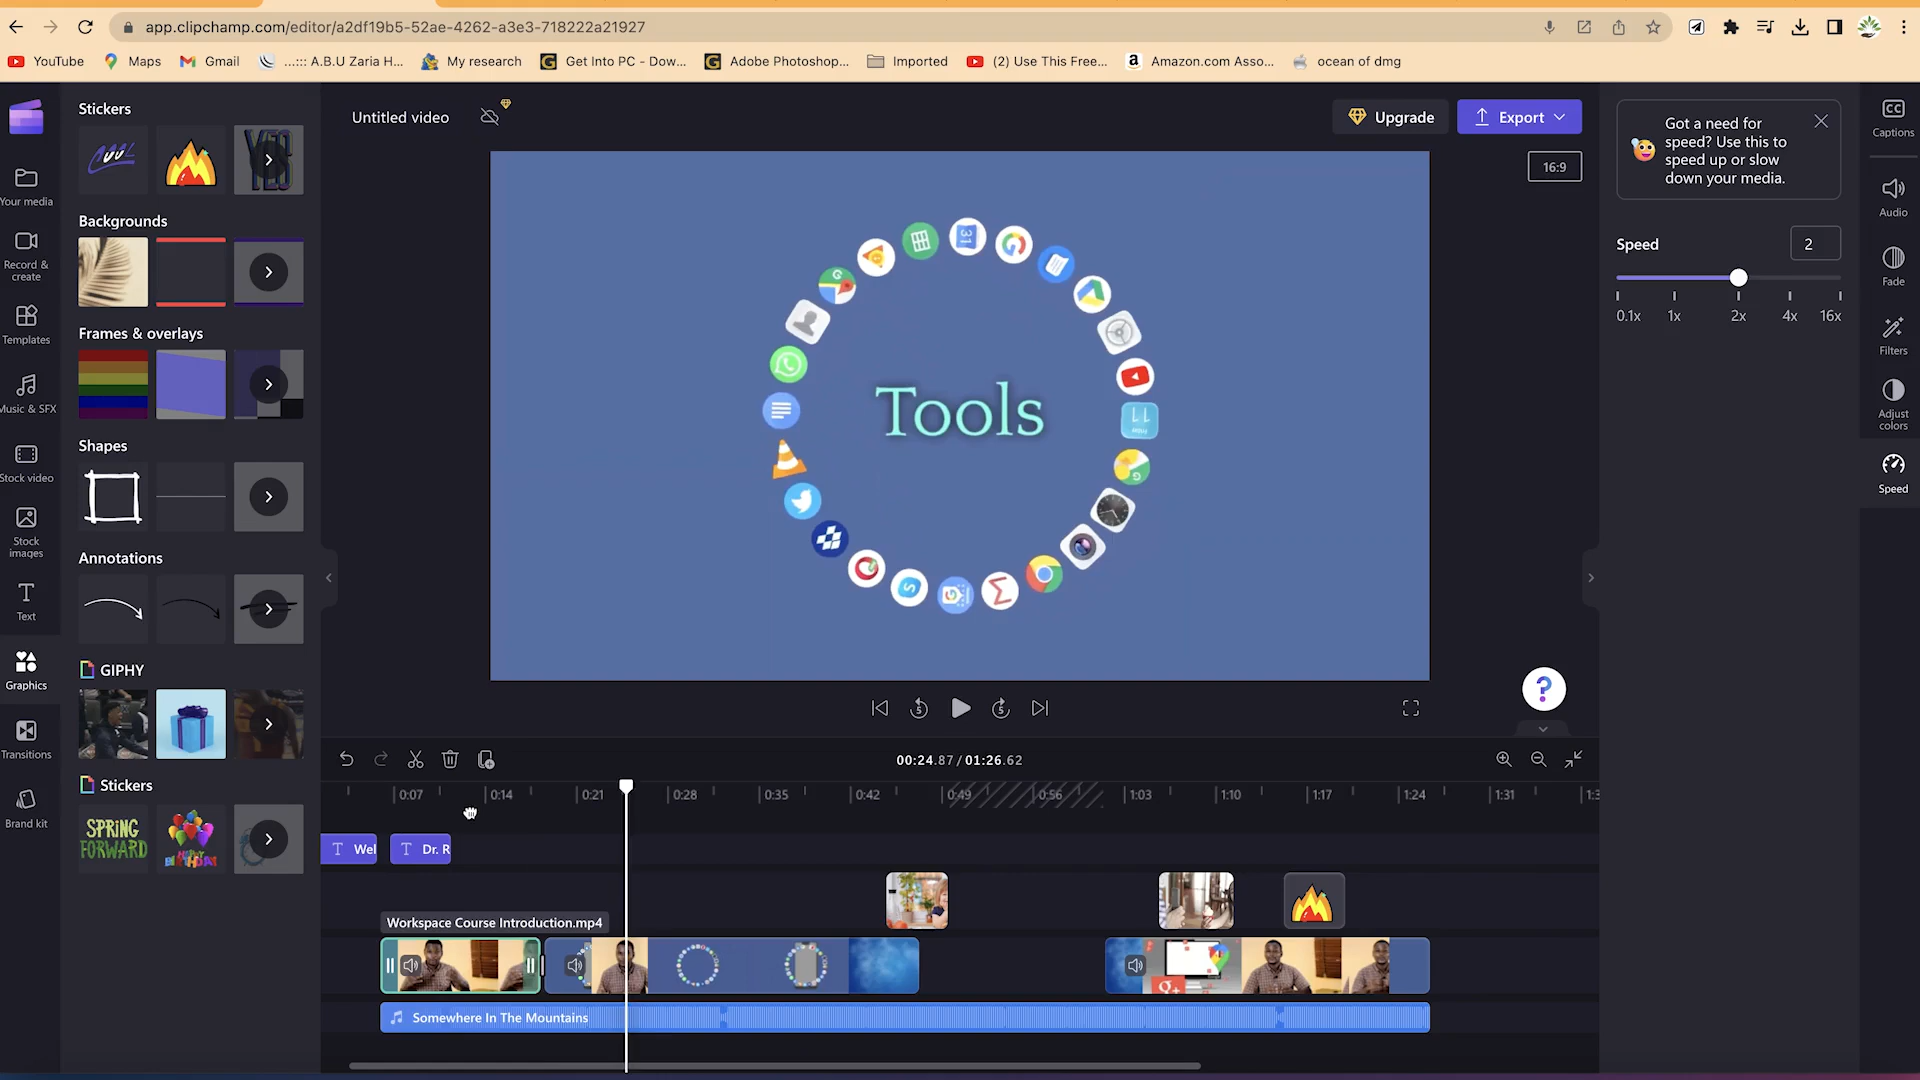 app.clipchamp.com/editor/a2df19b5-52ae-4262-a3e3-718222a21927
YouTube
Maps
Gmail
...::: A.B.U Zaria H...
My research
Get Into PC - Dow...
Adobe Photoshop...
Imported
(2) Use This Free...
Amazon.com Asso...
ocean of dmg
Your media
Record &
create
Templates
Music & SFX
Stock video
Stock
images
Text
Graphics
Transitions
Brand kit
Stickers
COOL
YES
Backgrounds
Frames & overlays
Shapes
Annotations
GIPHY
Stickers
SPRING
FORWARD
Untitled video
Upgrade
Export
16:9
Tools
31
00:24.87 / 01:26.62
0:07
0:14
0:21
0:28
0:35
0:42
0:49
0:56
1:03
1:10
1:17
1:24
1:31
1:3
T Wel
T Dr. R
Workspace Course Introduction.mp4
Somewhere In The Mountains
Got a need for
speed? Use this to
speed up or slow
down your media.
Speed
2
0.1x
1x
2x
4x
16x
CC
Captions
Audio
Fade
Filters
Adjust
colors
Speed